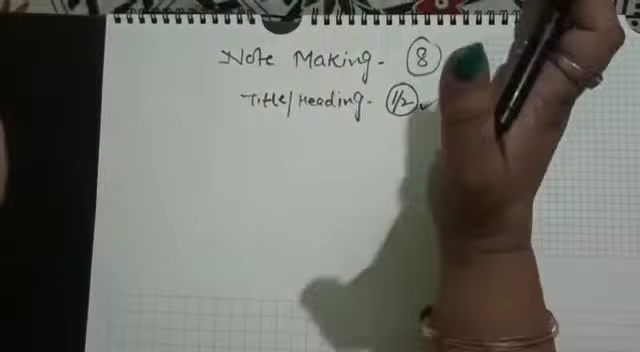 Note Making - 8
Title/Heading - 1/2 ✓